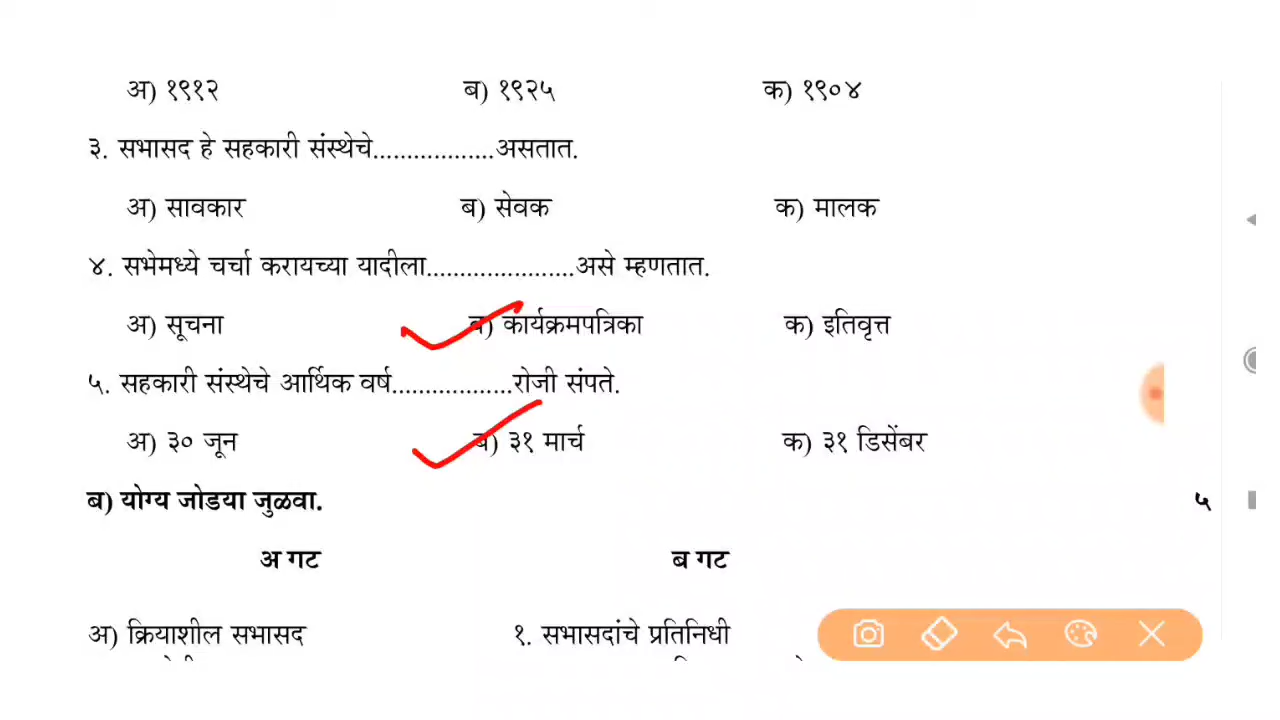 अ) १९१२ ब) १९२५ क) १९०४
३. सभासद हे सहकारी संस्थेचे..................असतात.
अ) सावकार ब) सेवक क) मालक
४. सभेमध्ये चर्चा करायच्या यादीला......................असे म्हणतात.
अ) सूचना ब) कार्यक्रमपत्रिका क) इतिवृत्त
५. सहकारी संस्थेचे आर्थिक वर्ष..................रोजी संपते.
अ) ३० जून ब) ३१ मार्च क) ३१ डिसेंबर
ब) योग्य जोडया जुळवा. ५
अ गट ब गट
अ) क्रियाशील सभासद १. सभासदांचे प्रतिनिधी